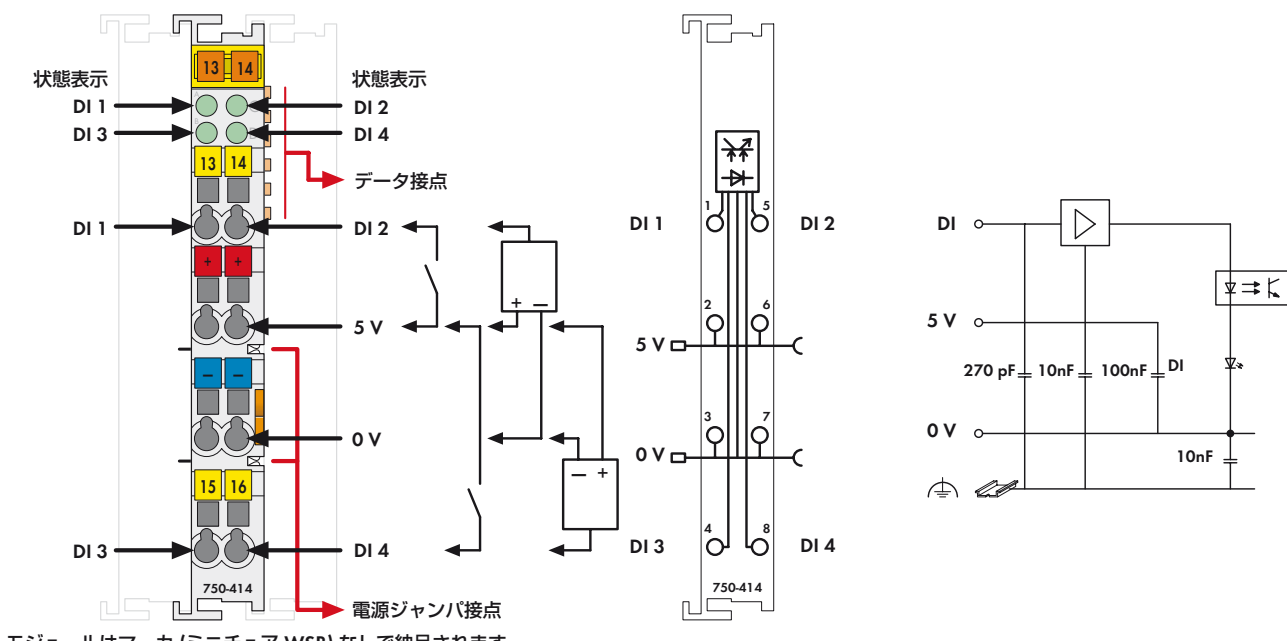 13 14
状態表示 状態表示
DI 1 DI 2
DI 3 DI 4
13 14
データ接点
DI 1 DI 2
+ +
5 V
+ −
− −
0 V
− +
15 16
DI 3 DI 4
750-414
電源ジャンパ接点
1 5
DI 1 DI 2
2 6
5 V
3 7
0 V
4 8
DI 3 DI 4
750-414
DI
5 V
270 pF 10nF 100nF DI
0 V
10nF